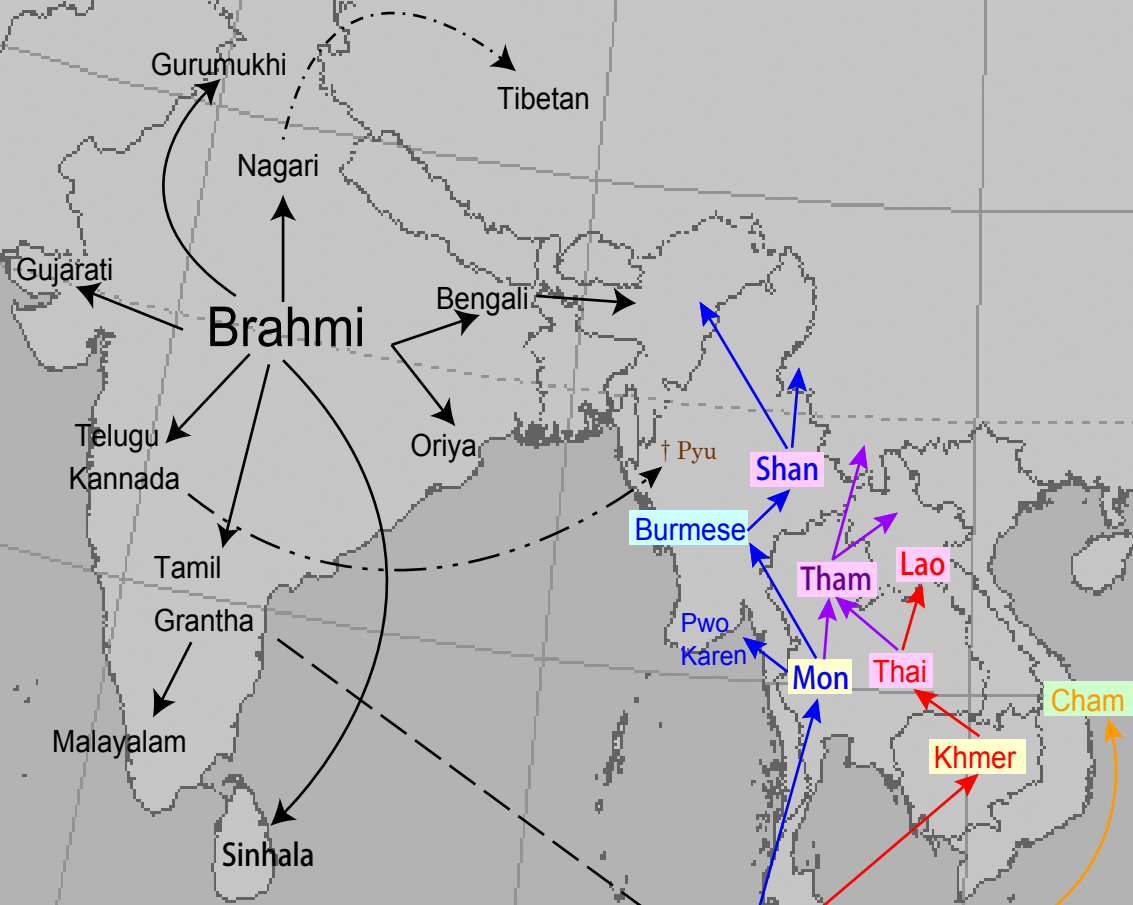 Gurumukhi
Tibetan
Nagari
Gujarati
Bengali
Brahmi
Telugu
Kannada
Oriya
† Pyu
Shan
Burmese
Tamil
Tham
Lao
Grantha
Pwo
Karen
Mon
Thai
Cham
Malayalam
Khmer
Sinhala